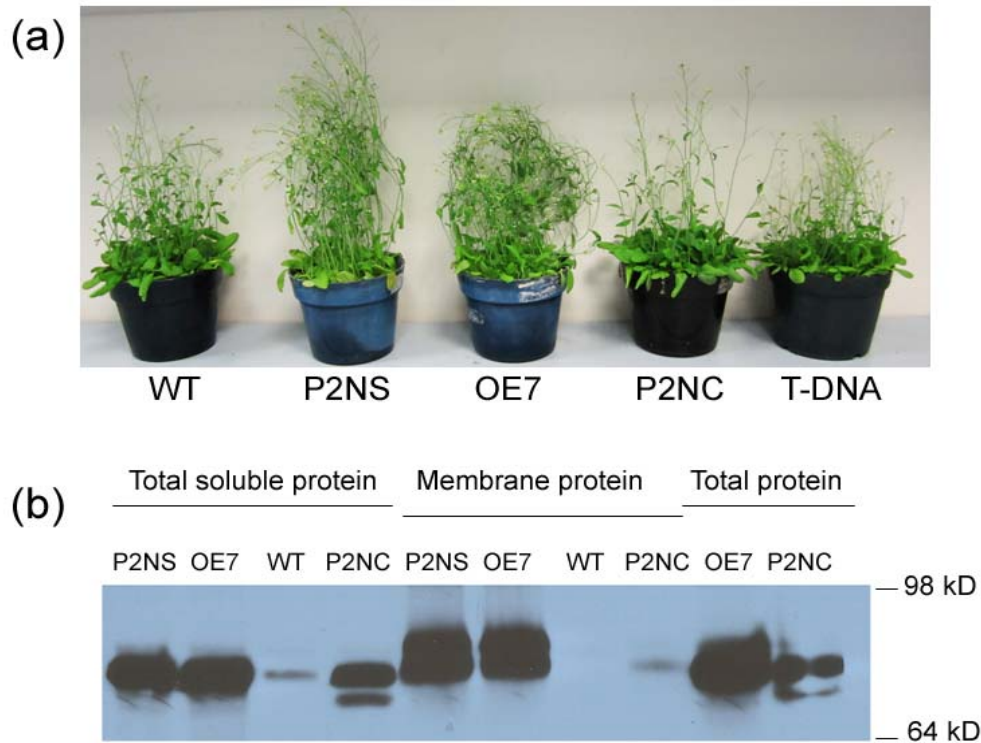 (a)
WT P2NS OE7 P2NC T-DNA
(b)
Total soluble protein Membrane protein Total protein
P2NS OE7 WT P2NC P2NS OE7 WT P2NC OE7 P2NC
— 98 kD
— 64 kD